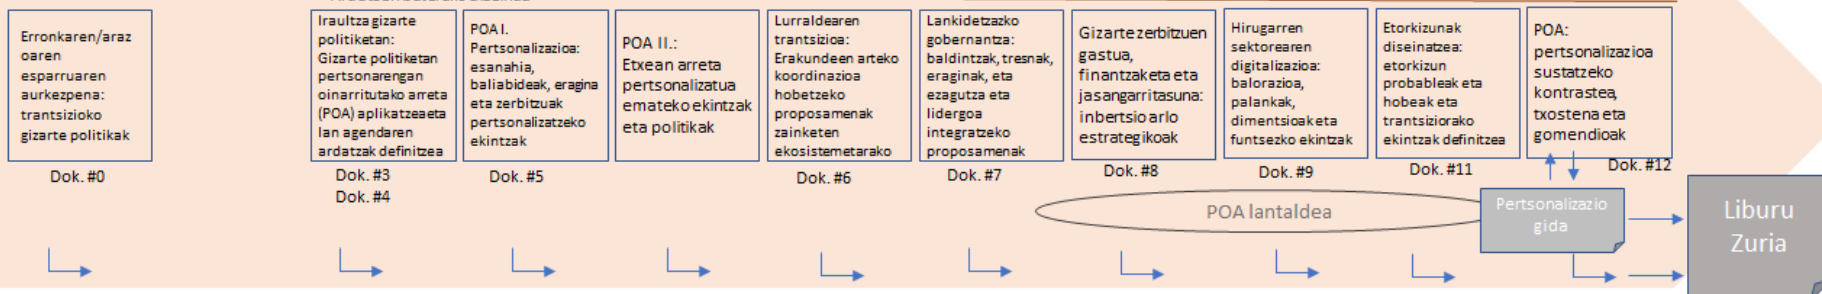 Erronkaren/araz
oaren
esparruaren
aurkezpena:
trantsizioko
gizarte politikak
Dok. #0
Iraultza gizarte
politiketan:
Gizarte politiketan
pertsonarengan
oinarritutako arreta
(POA) aplikatzea eta
lan agendaren
ardatzak definitzea
Dok. #3
Dok. #4
POA I.
Pertsonalizazioa:
esanahia,
baliabideak, eragina
eta zerbitzuak
pertsonalizatzeko
ekintzak
Dok. #5
POA II.:
Etxean arreta
pertsonalizatua
emateko ekintzak
eta politikak
Lurraldearen
trantsizioa:
Erakundeen arteko
koordinazioa
hobetzeko
proposamenak
zainketen
ekosistemetarako
Dok. #6
Lankidetzazko
gobernantza:
baldintzak, tresnak,
eraginak, eta
ezagutza eta
lidergoa
integratzeko
proposamenak
Dok. #7
Gizarte zerbitzuen
gastua,
finantzaketa eta
jasangarritasuna:
inbertsio arlo
estrategikoak
Dok. #8
Hirugarren
sektorearen
digitalizazioa:
balorazioa,
palankak,
dimentsioak eta
funtsezko ekintzak
Dok. #9
Etorkizunak
diseinatzea:
etorkizun
probableak eta
hobeak eta
trantsiziorako
ekintzak definitzea
Dok. #11
POA:
pertsonalizazioa
sustatzeko
kontrastea,
txostena eta
gomendioak
Dok. #12
POA lantaldea
Pertsonalizazio
gida
Liburu
Zuria